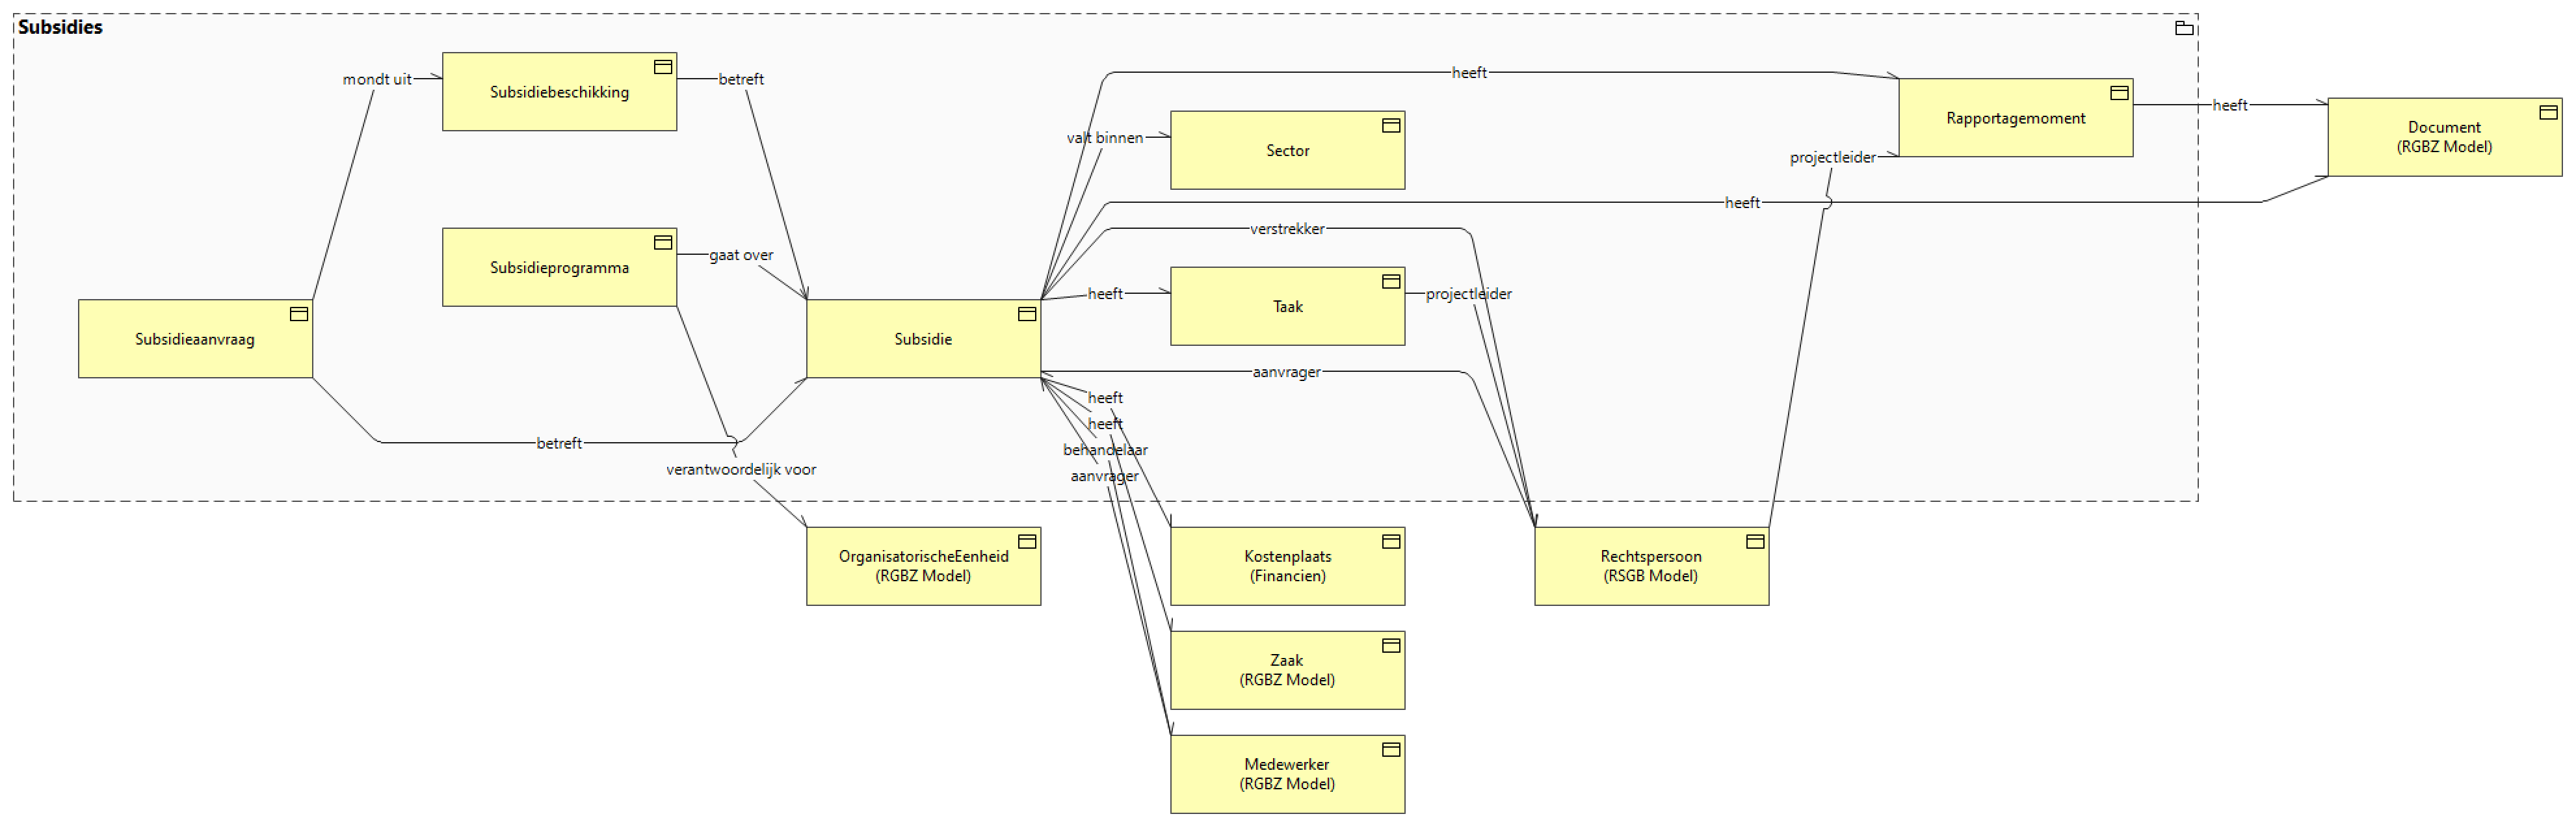 Subsidies
mondt uit
Subsidiebeschikking
betreft
heeft
Rapportagemoment
heeft
Document
(RGBZ Model)
valt binnen
Sector
projectleider
heeft
verstrekker
Subsidieprogramma
gaat over
heeft
Taak
projectleider
Subsidieaanvraag
Subsidie
aanvrager
heeft
heeft
behandelaar
aanvrager
betreft
verantwoordelijk voor
OrganisatorischeEenheid
(RGBZ Model)
Kostenplaats
(Financien)
Rechtspersoon
(RSGB Model)
Zaak
(RGBZ Model)
Medewerker
(RGBZ Model)